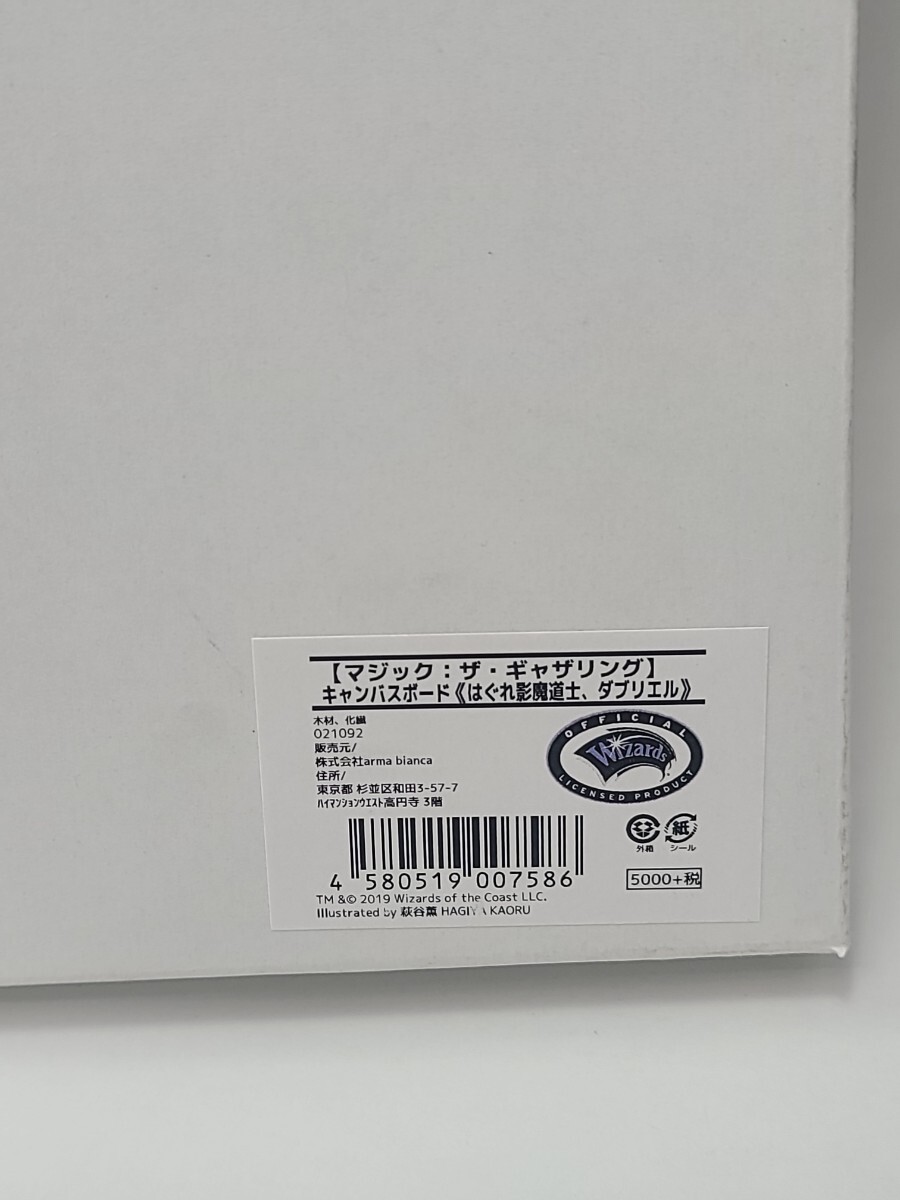 【マジック：ザ・ギャザリング】
キャンバスボード《はぐれ影魔道士、ダブリエル》
木材、化繊
021092
販売元/
株式会社arma bianca
住所/
東京都 杉並区和田3-57-7
ﾊｲﾏﾝｼｮﾝｳｴｽﾄ高円寺 3階
OFFICIAL
Wizards
LICENSED PRODUCT
紙
外箱 シール
4 580519 007586
5000+税
TM &© 2019 Wizards of the Coast LLC.
Illustrated by 萩谷薫 HAGIYA KAORU